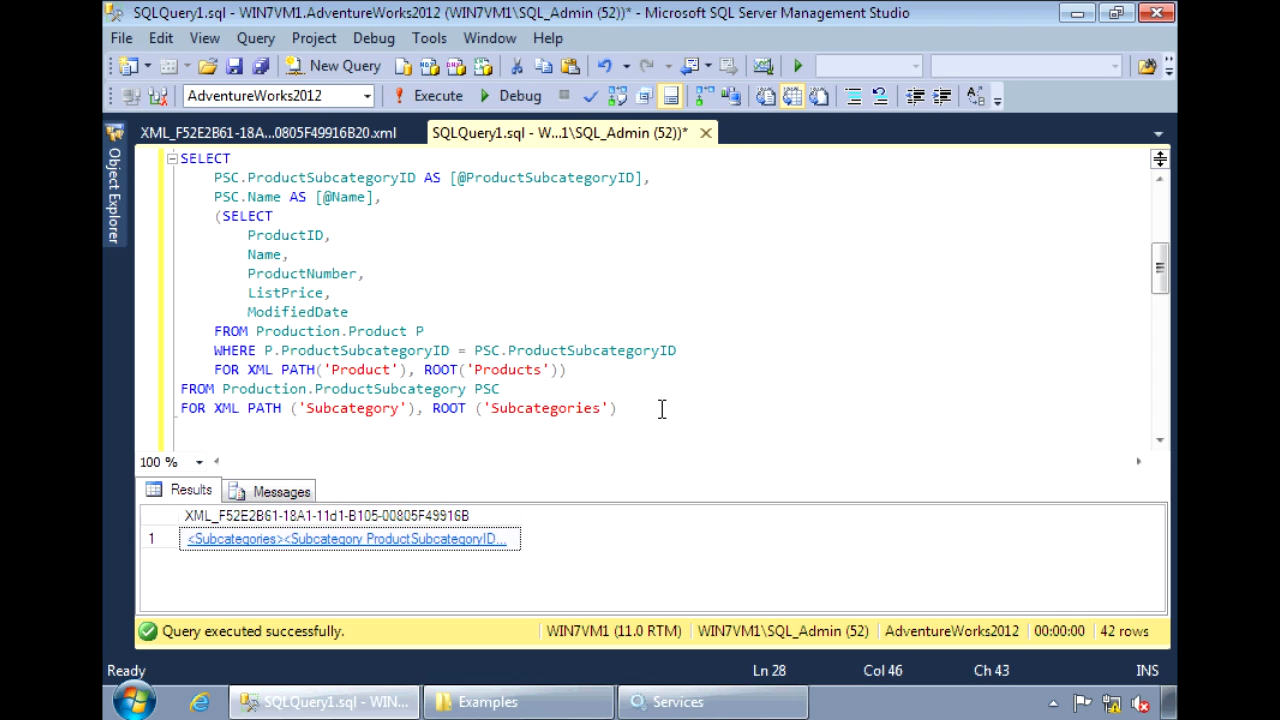 SQLQuery1.sql - WIN7VM1.AdventureWorks2012 (WIN7VM1\SQL_Admin (52))* - Microsoft SQL Server Management Studio
File Edit View Query Project Debug Tools Window Help
New Query
AdventureWorks2012 Execute Debug
XML_F52E2B61-18A...0805F49916B20.xml SQLQuery1.sql - W...1\SQL_Admin (52))*
Object Explorer
SELECT
PSC.ProductSubcategoryID AS [@ProductSubcategoryID],
PSC.Name AS [@Name],
(SELECT
ProductID,
Name,
ProductNumber,
ListPrice,
ModifiedDate
FROM Production.Product P
WHERE P.ProductSubcategoryID = PSC.ProductSubcategoryID
FOR XML PATH('Product'), ROOT('Products'))
FROM Production.ProductSubcategory PSC
FOR XML PATH ('Subcategory'), ROOT ('Subcategories')
100 %
Results Messages
XML_F52E2B61-18A1-11d1-B105-00805F49916B
1 <Subcategories><Subcategory ProductSubcategoryID...
Query executed successfully. WIN7VM1 (11.0 RTM) WIN7VM1\SQL_Admin (52) AdventureWorks2012 00:00:00 42 rows
Ready Ln 28 Col 46 Ch 43 INS
SQLQuery1.sql - WIN... Examples Services